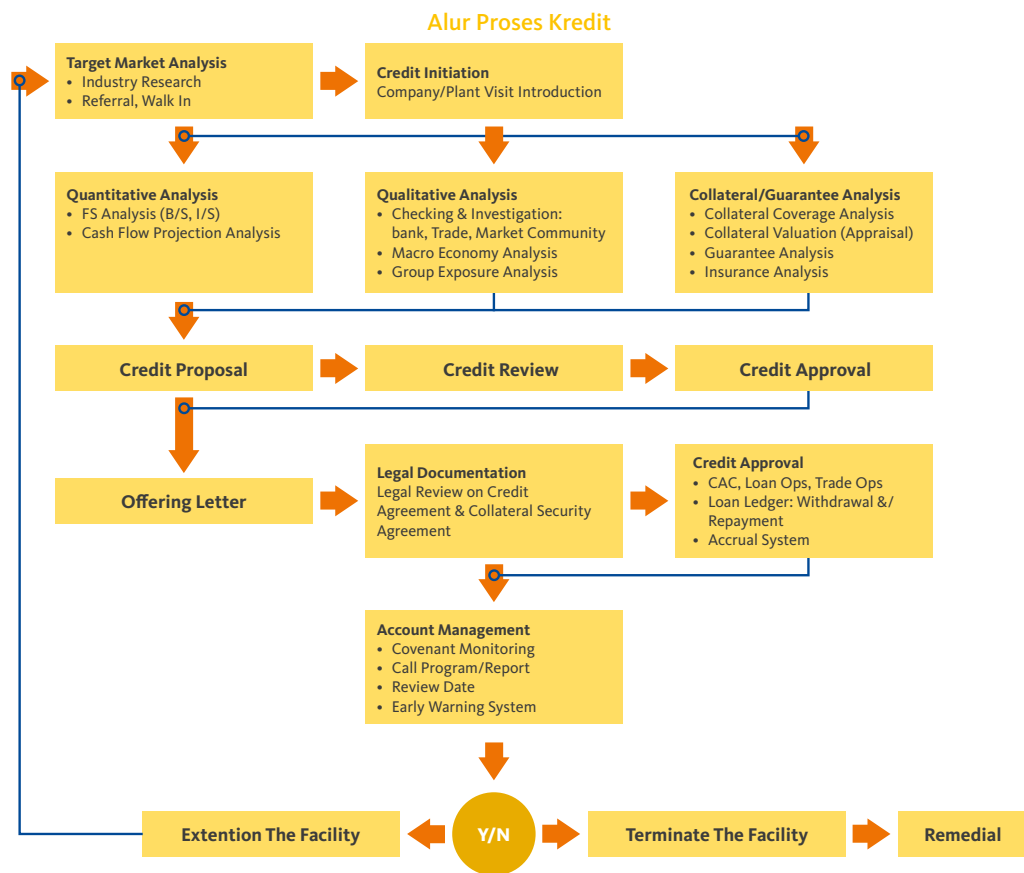 Alur Proses Kredit
Target Market Analysis
• Industry Research
• Referral, Walk In
Credit Initiation
Company/Plant Visit Introduction
Quantitative Analysis
• FS Analysis (B/S, I/S)
• Cash Flow Projection Analysis
Qualitative Analysis
• Checking & Investigation:
bank, Trade, Market Community
• Macro Economy Analysis
• Group Exposure Analysis
Collateral/Guarantee Analysis
• Collateral Coverage Analysis
• Collateral Valuation (Appraisal)
• Guarantee Analysis
• Insurance Analysis
Credit Proposal
Credit Review
Credit Approval
Offering Letter
Legal Documentation
Legal Review on Credit
Agreement & Collateral Security
Agreement
Credit Approval
• CAC, Loan Ops, Trade Ops
• Loan Ledger: Withdrawal &/
Repayment
• Accrual System
Account Management
• Covenant Monitoring
• Call Program/Report
• Review Date
• Early Warning System
Extention The Facility
Y/N
Terminate The Facility
Remedial